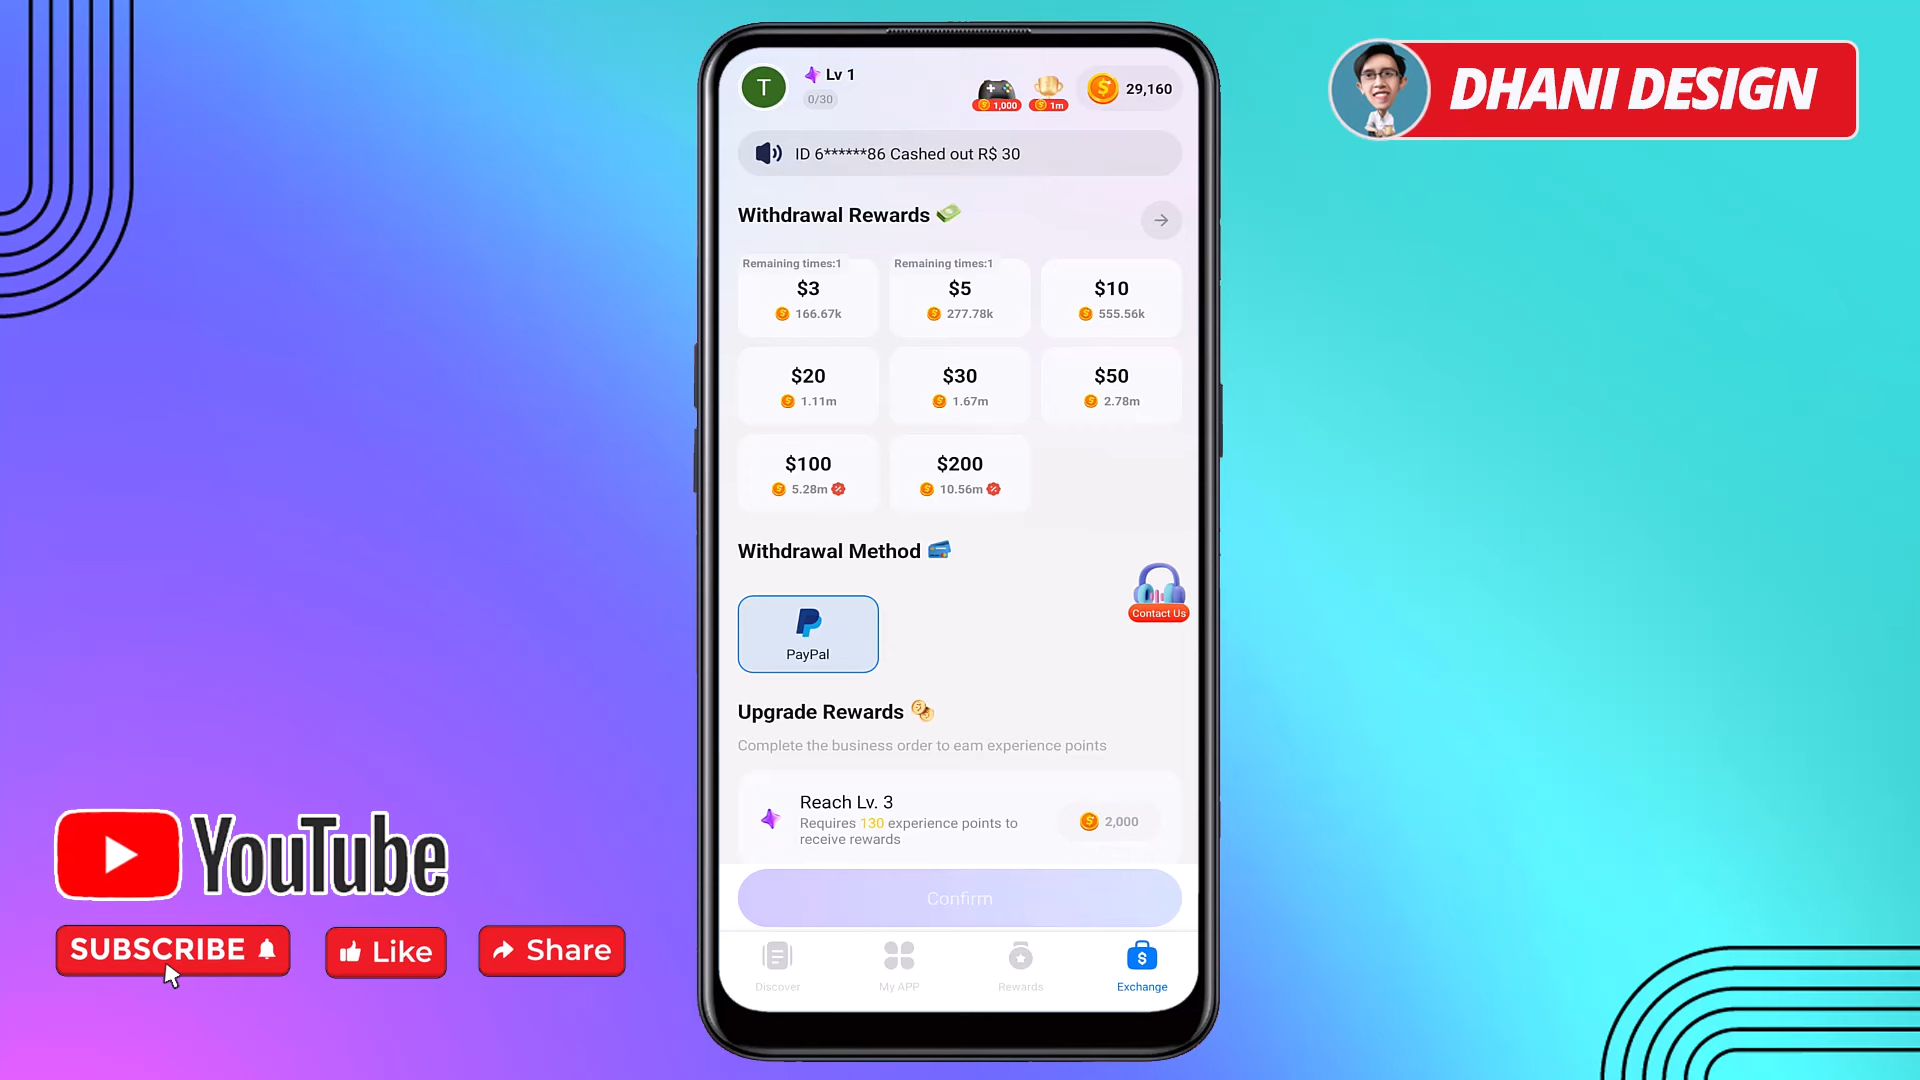 T
Lv 1
0/30
1,000
1m
29,160
DHANI DESIGN
ID 6******86 Cashed out R$ 30
Withdrawal Rewards
Remaining times:1
Remaining times:1
$3
$5
$10
166.67k
277.78k
555.56k
$20
$30
$50
1.11m
1.67m
2.78m
$100
$200
5.28m
10.56m
Withdrawal Method
Contact Us
PayPal
Upgrade Rewards
Complete the business order to eam experience points
Reach Lv. 3
Requires 130 experience points to
receive rewards
2,000
Confirm
Discover
My APP
Rewards
Exchange
YouTube
SUBSCRIBE
Like
Share